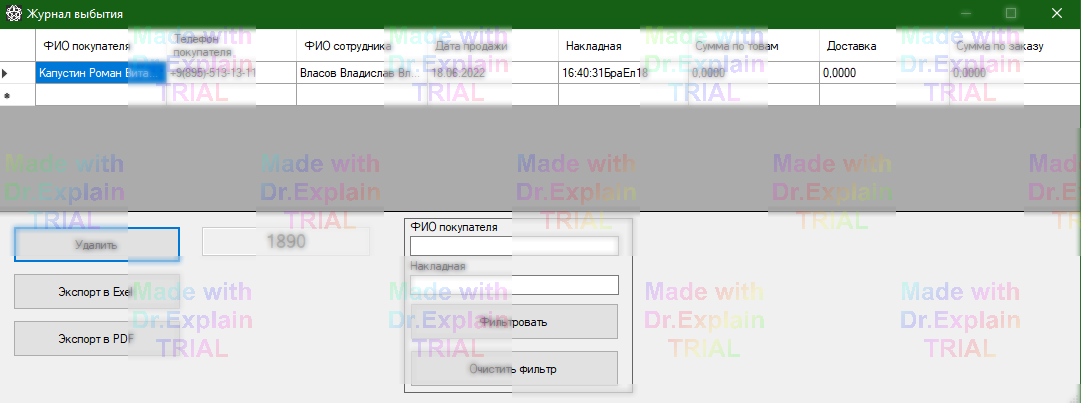 Журнал выбытия
ФИО покупателя Телефон покупателя ФИО сотрудника Дата продажи Накладная Сумма по товам Доставка Сумма по заказу
Капустин Роман Вита... +9(895)-513-13-11 Власов Владислав Вл... 18.06.2022 16:40:31БраЕл18 0,0000 0,0000 0,0000
Made with Made with Made with Made with
Dr.Explain Dr.Explain Dr.Explain Dr.Explain
TRIAL TRIAL TRIAL TRIAL
Made with Made with Made with Made with Made
Dr.Explain Dr.Explain Dr.Explain Dr.Explain Dr.Ex
TRIAL TRIAL TRIAL TRIAL TR
Удалить
1890
Экспорт в Exel
Экспорт в PDF
ФИО покупателя
Накладная
Фильтровать
Очистить фильтр
Made with Made with Made with Made with
Dr.Explain Dr.Explain Dr.Explain Dr.Explain
TRIAL TRIAL TRIAL TRIAL